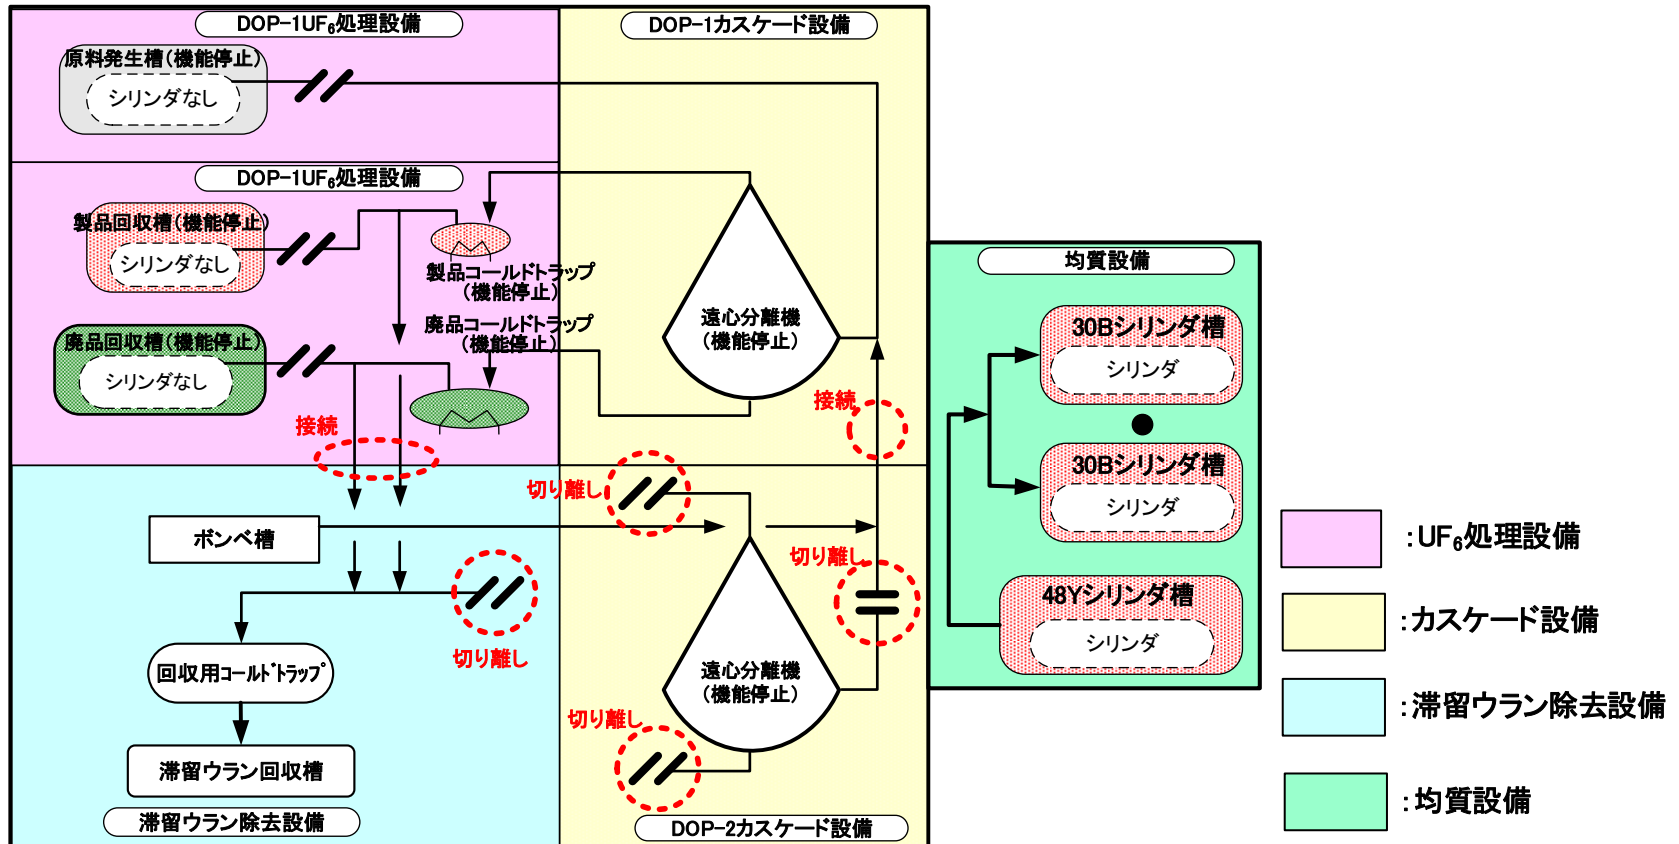 DOP-1UF₆処理設備
DOP-1カスケード設備
原料発生槽(機能停止)
シリンダなし
DOP-1UF₆処理設備
製品回収槽(機能停止)
シリンダなし
製品コールドトラップ
(機能停止)
廃品コールドトラップ
(機能停止)
廃品回収槽(機能停止)
シリンダなし
遠心分離機
(機能停止)
接続
接続
均質設備
30Bシリンダ槽
シリンダ
30Bシリンダ槽
シリンダ
48Yシリンダ槽
シリンダ
切り離し
ボンベ槽
切り離し
切り離し
回収用コールドトラップ
遠心分離機
(機能停止)
切り離し
滞留ウラン回収槽
滞留ウラン除去設備
DOP-2カスケード設備
:UF₆処理設備
:カスケード設備
:滞留ウラン除去設備
:均質設備